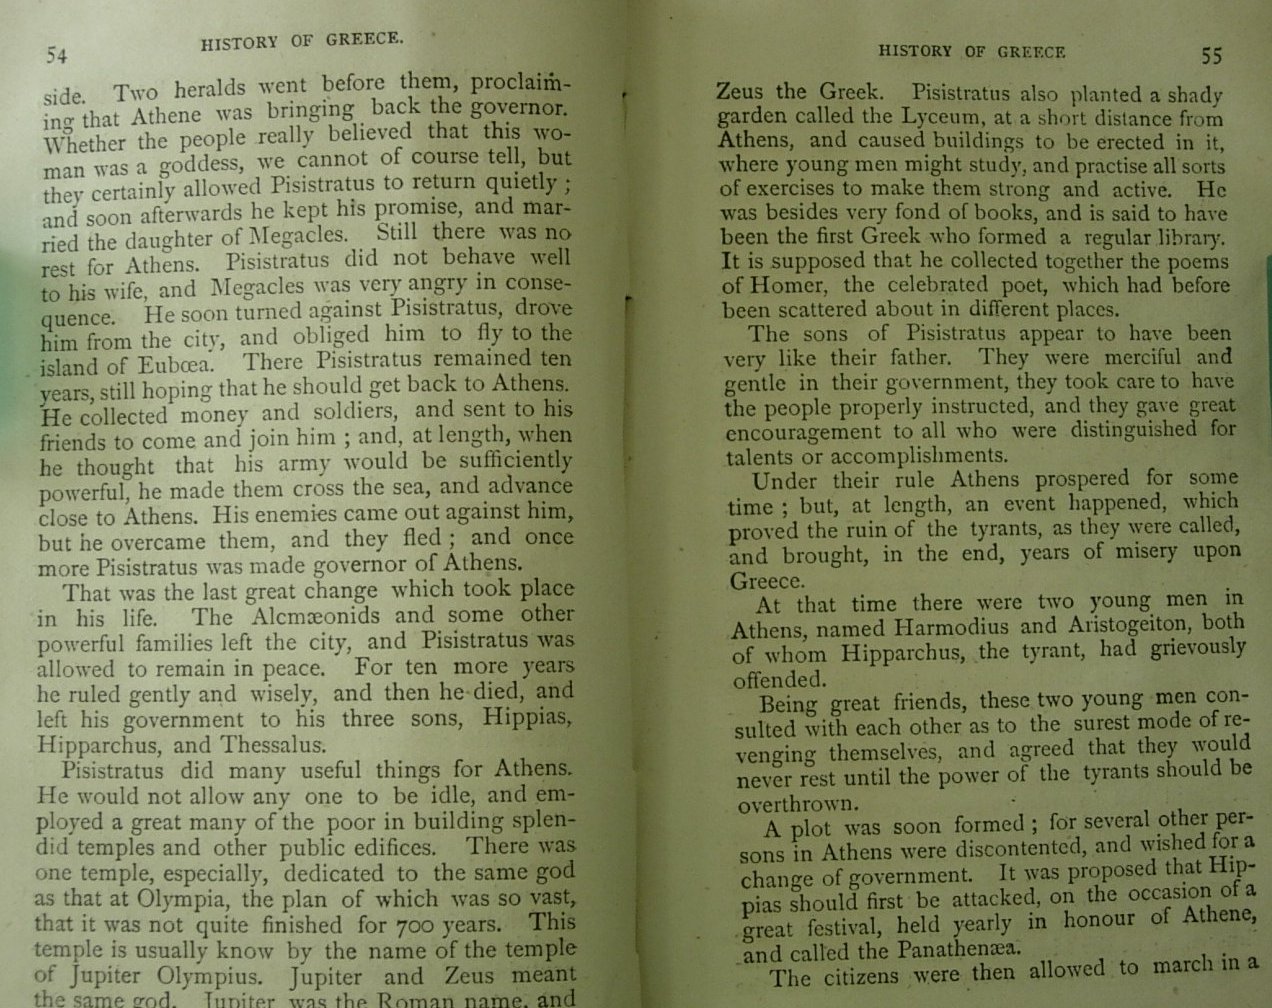 54
HISTORY OF GREECE.
side. Two heralds went before them, proclaim-
ing that Athene was bringing back the governor.
Whether the people really believed that this wo-
man was a goddess, we cannot of course tell, but
they certainly allowed Pisistratus to return quietly ;
and soon afterwards he kept his promise, and mar-
ried the daughter of Megacles. Still there was no
rest for Athens. Pisistratus did not behave well
to his wife, and Megacles was very angry in conse-
quence. He soon turned against Pisistratus, drove
him from the city, and obliged him to fly to the
island of Eubœa. There Pisistratus remained ten
years, still hoping that he should get back to Athens.
He collected money and soldiers, and sent to his
friends to come and join him ; and, at length, when
he thought that his army would be sufficiently
powerful, he made them cross the sea, and advance
close to Athens. His enemies came out against him,
but he overcame them, and they fled ; and once
more Pisistratus was made governor of Athens.
That was the last great change which took place
in his life. The Alcmæonids and some other
powerful families left the city, and Pisistratus was
allowed to remain in peace. For ten more years
he ruled gently and wisely, and then he died, and
left his government to his three sons, Hippias,
Hipparchus, and Thessalus.
Pisistratus did many useful things for Athens.
He would not allow any one to be idle, and em-
ployed a great many of the poor in building splen-
did temples and other public edifices. There was
one temple, especially, dedicated to the same god
as that at Olympia, the plan of which was so vast,
that it was not quite finished for 700 years. This
temple is usually know by the name of the temple
of Jupiter Olympius. Jupiter and Zeus meant
the same god. Jupiter was the Roman name, and
HISTORY OF GREECE
55
Zeus the Greek. Pisistratus also planted a shady
garden called the Lyceum, at a short distance from
Athens, and caused buildings to be erected in it,
where young men might study, and practise all sorts
of exercises to make them strong and active. He
was besides very fond of books, and is said to have
been the first Greek who formed a regular library.
It is supposed that he collected together the poems
of Homer, the celebrated poet, which had before
been scattered about in different places.
The sons of Pisistratus appear to have been
very like their father. They were merciful and
gentle in their government, they took care to have
the people properly instructed, and they gave great
encouragement to all who were distinguished for
talents or accomplishments.
Under their rule Athens prospered for some
time ; but, at length, an event happened, which
proved the ruin of the tyrants, as they were called,
and brought, in the end, years of misery upon
Greece.
At that time there were two young men in
Athens, named Harmodius and Aristogeiton, both
of whom Hipparchus, the tyrant, had grievously
offended.
Being great friends, these two young men con-
sulted with each other as to the surest mode of re-
venging themselves, and agreed that they would
never rest until the power of the tyrants should be
overthrown.
A plot was soon formed ; for several other per-
sons in Athens were discontented, and wished for a
change of government. It was proposed that Hip-
pias should first be attacked, on the occasion of a
great festival, held yearly in honour of Athene,
and called the Panathenæa.
The citizens were then allowed to march in a